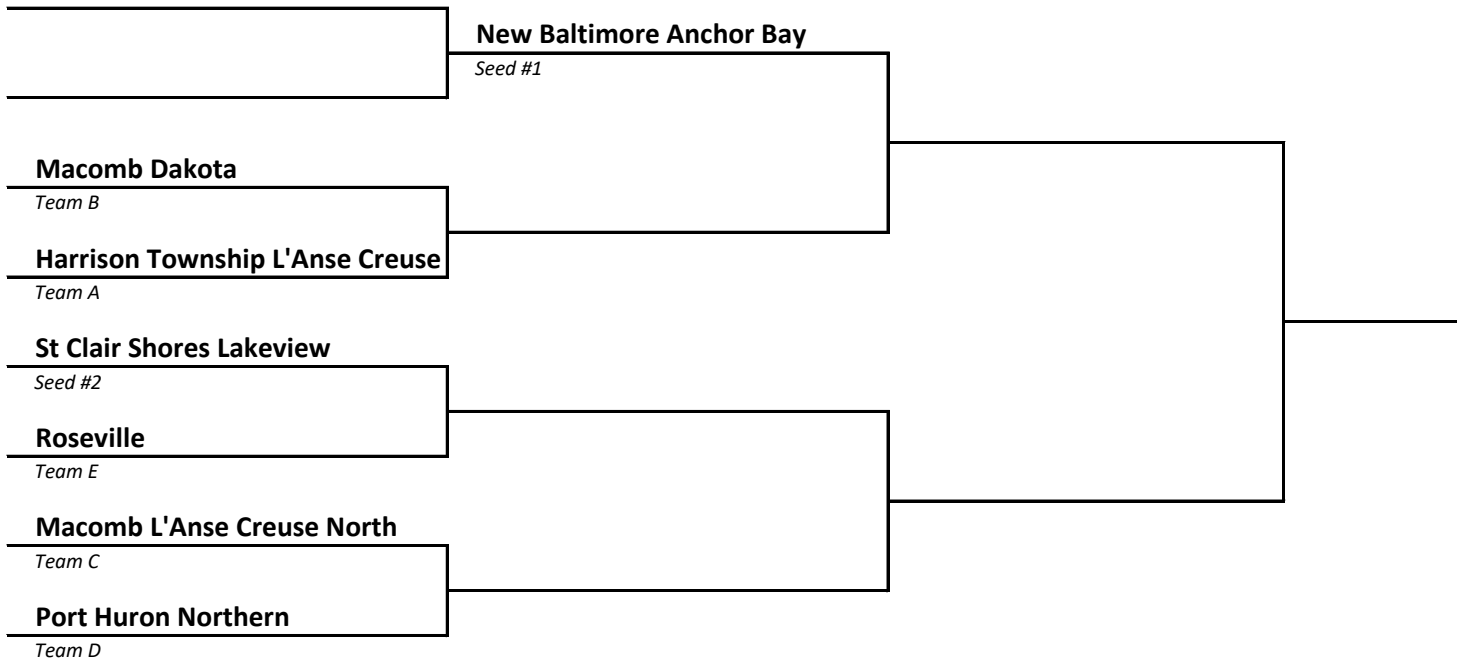 New Baltimore Anchor Bay
Seed #1
Macomb Dakota
Team B
Harrison Township L'Anse Creuse
Team A
St Clair Shores Lakeview
Seed #2
Roseville
Team E
Macomb L'Anse Creuse North
Team C
Port Huron Northern
Team D